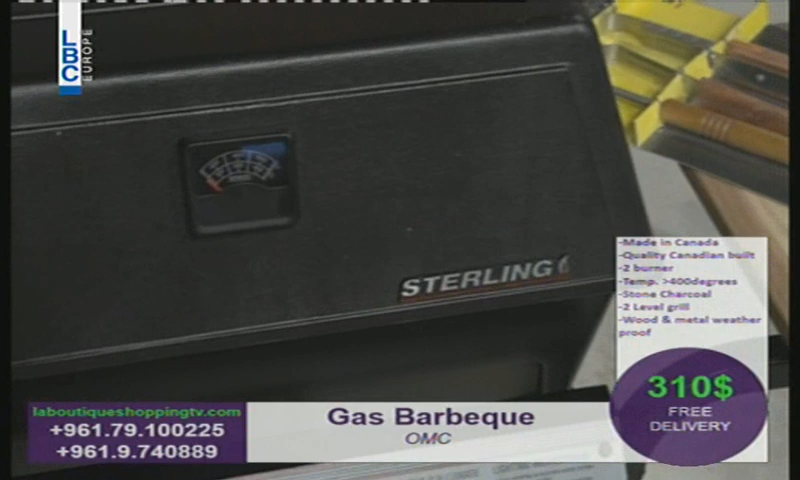 LBC
EUROPE
STERLING
-Made in Canada
-Quality Canadian built
-2 burner
-Temp. >400degrees
-Stone Charcoal
-2 Level grill
-Wood & metal weather
proof
310$
FREE
DELIVERY
laboutiqueshoppingtv.com
+961.79.100225
+961.9.740889
Gas Barbeque
OMC